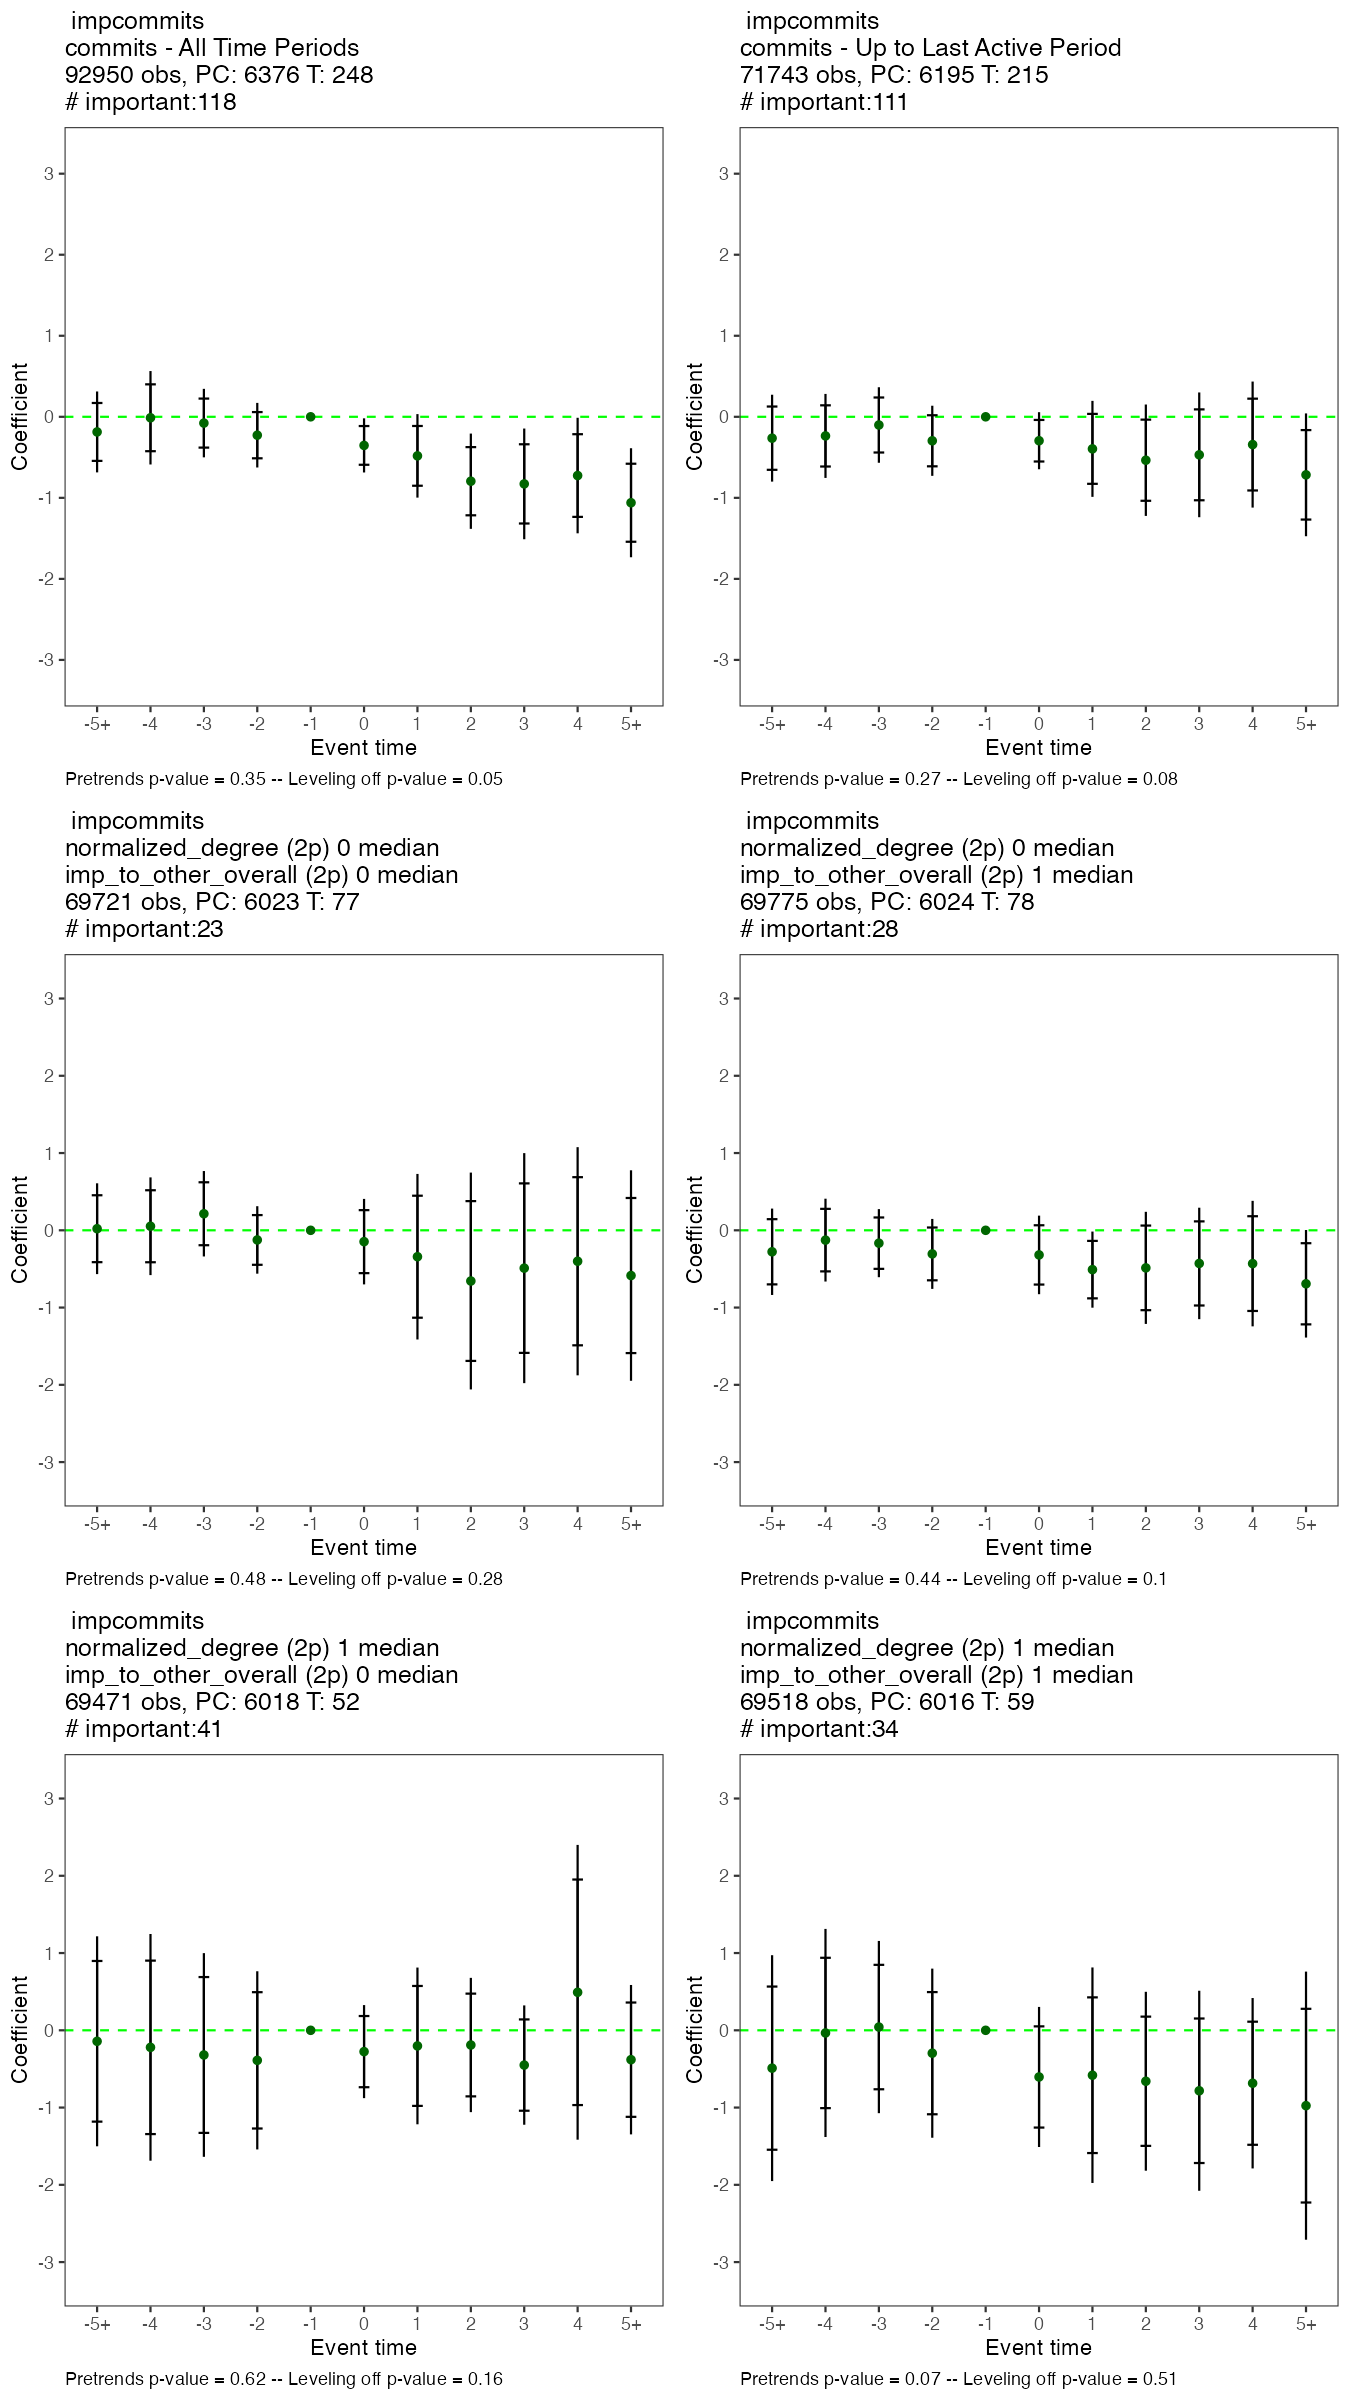 impcommits
commits - All Time Periods
92950 obs, PC: 6376 T: 248
# important:118
3
2
1
0
-1
-2
-3
Coefficient
-5+ -4 -3 -2 -1 0 1 2 3 4 5+
Event time
Pretrends p-value = 0.35 -- Leveling off p-value = 0.05
impcommits
commits - Up to Last Active Period
71743 obs, PC: 6195 T: 215
# important:111
3
2
1
0
-1
-2
-3
Coefficient
-5+ -4 -3 -2 -1 0 1 2 3 4 5+
Event time
Pretrends p-value = 0.27 -- Leveling off p-value = 0.08
impcommits
normalized_degree (2p) 0 median
imp_to_other_overall (2p) 0 median
69721 obs, PC: 6023 T: 77
# important:23
3
2
1
0
-1
-2
-3
Coefficient
-5+ -4 -3 -2 -1 0 1 2 3 4 5+
Event time
Pretrends p-value = 0.48 -- Leveling off p-value = 0.28
impcommits
normalized_degree (2p) 0 median
imp_to_other_overall (2p) 1 median
69775 obs, PC: 6024 T: 78
# important:28
3
2
1
0
-1
-2
-3
Coefficient
-5+ -4 -3 -2 -1 0 1 2 3 4 5+
Event time
Pretrends p-value = 0.44 -- Leveling off p-value = 0.1
impcommits
normalized_degree (2p) 1 median
imp_to_other_overall (2p) 0 median
69471 obs, PC: 6018 T: 52
# important:41
3
2
1
0
-1
-2
-3
Coefficient
-5+ -4 -3 -2 -1 0 1 2 3 4 5+
Event time
Pretrends p-value = 0.62 -- Leveling off p-value = 0.16
impcommits
normalized_degree (2p) 1 median
imp_to_other_overall (2p) 1 median
69518 obs, PC: 6016 T: 59
# important:34
3
2
1
0
-1
-2
-3
Coefficient
-5+ -4 -3 -2 -1 0 1 2 3 4 5+
Event time
Pretrends p-value = 0.07 -- Leveling off p-value = 0.51